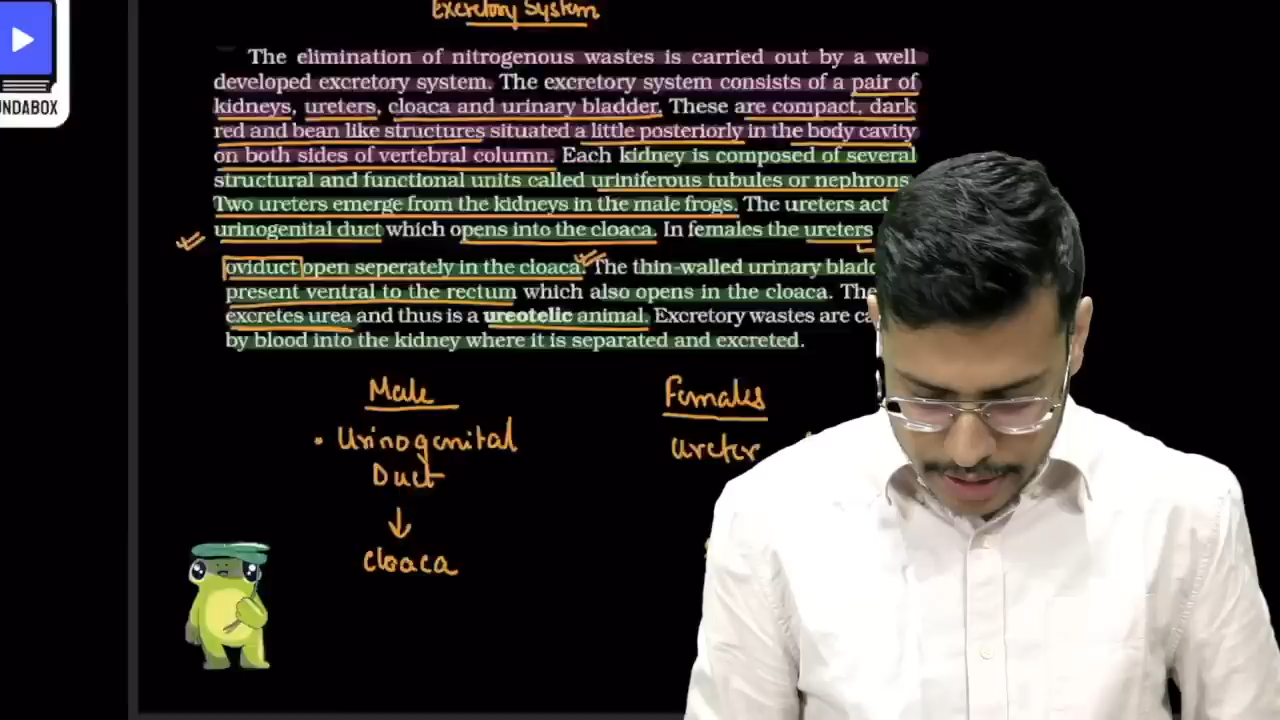 Excretory System
NDABOX
The elimination of nitrogenous wastes is carried out by a well
developed excretory system. The excretory system consists of a pair of
kidneys, ureters, cloaca and urinary bladder. These are compact, dark
red and bean like structures situated a little posteriorly in the body cavity
on both sides of vertebral column. Each kidney is composed of several
structural and functional units called uriniferous tubules or nephrons.
Two ureters emerge from the kidneys in the male frogs. The ureters act
urinogenital duct which opens into the cloaca. In females the ureters
oviduct open seperately in the cloaca. The thin-walled urinary
present ventral to the rectum which also opens in the cloaca. The
excretes urea and thus is a ureotelic animal. Excretory wastes are
by blood into the kidney where it is separated and excreted.
Male Females
• Urinogenital Ureter
Duct
↓
Cloaca